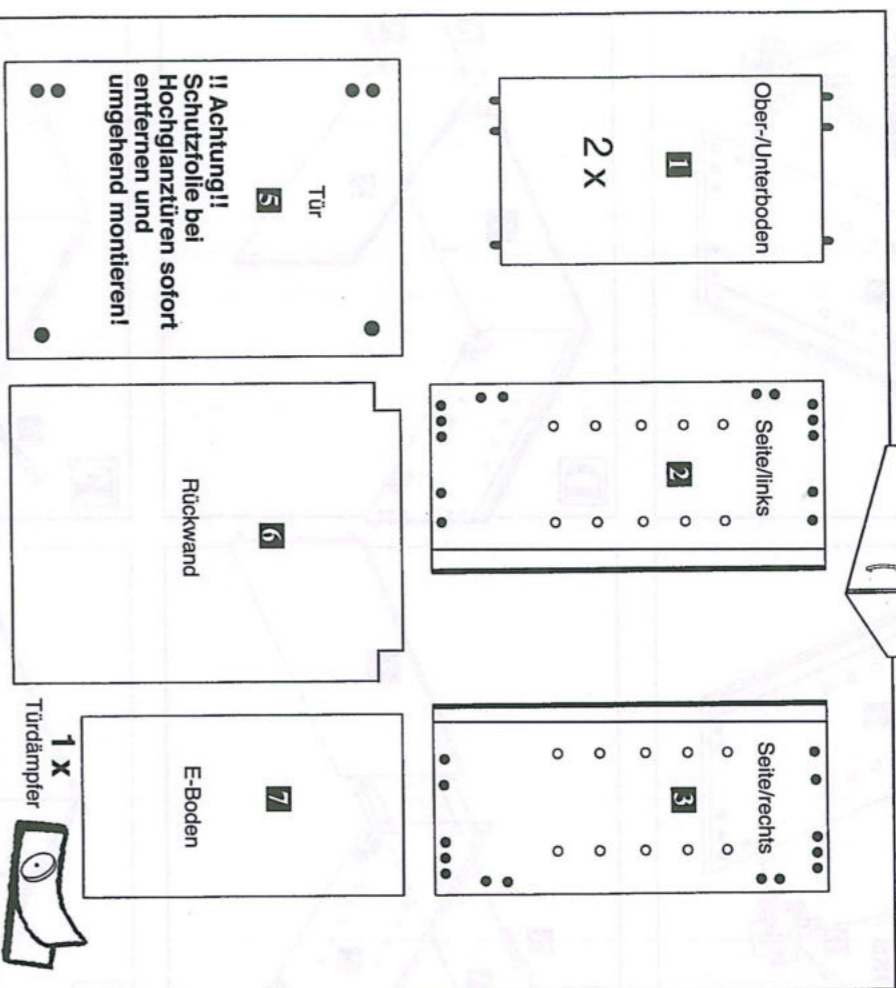 Ober-/Unterboden
1
2 x
Seite/links
2
Seite/rechts
3
Tür
5
!! Achtung!!
Schutzfolie bei
Hochglanztüren sofort
entfernen und
umgehend montieren!
6
Rückwand
7
E-Boden
1 x
Türdämpfer